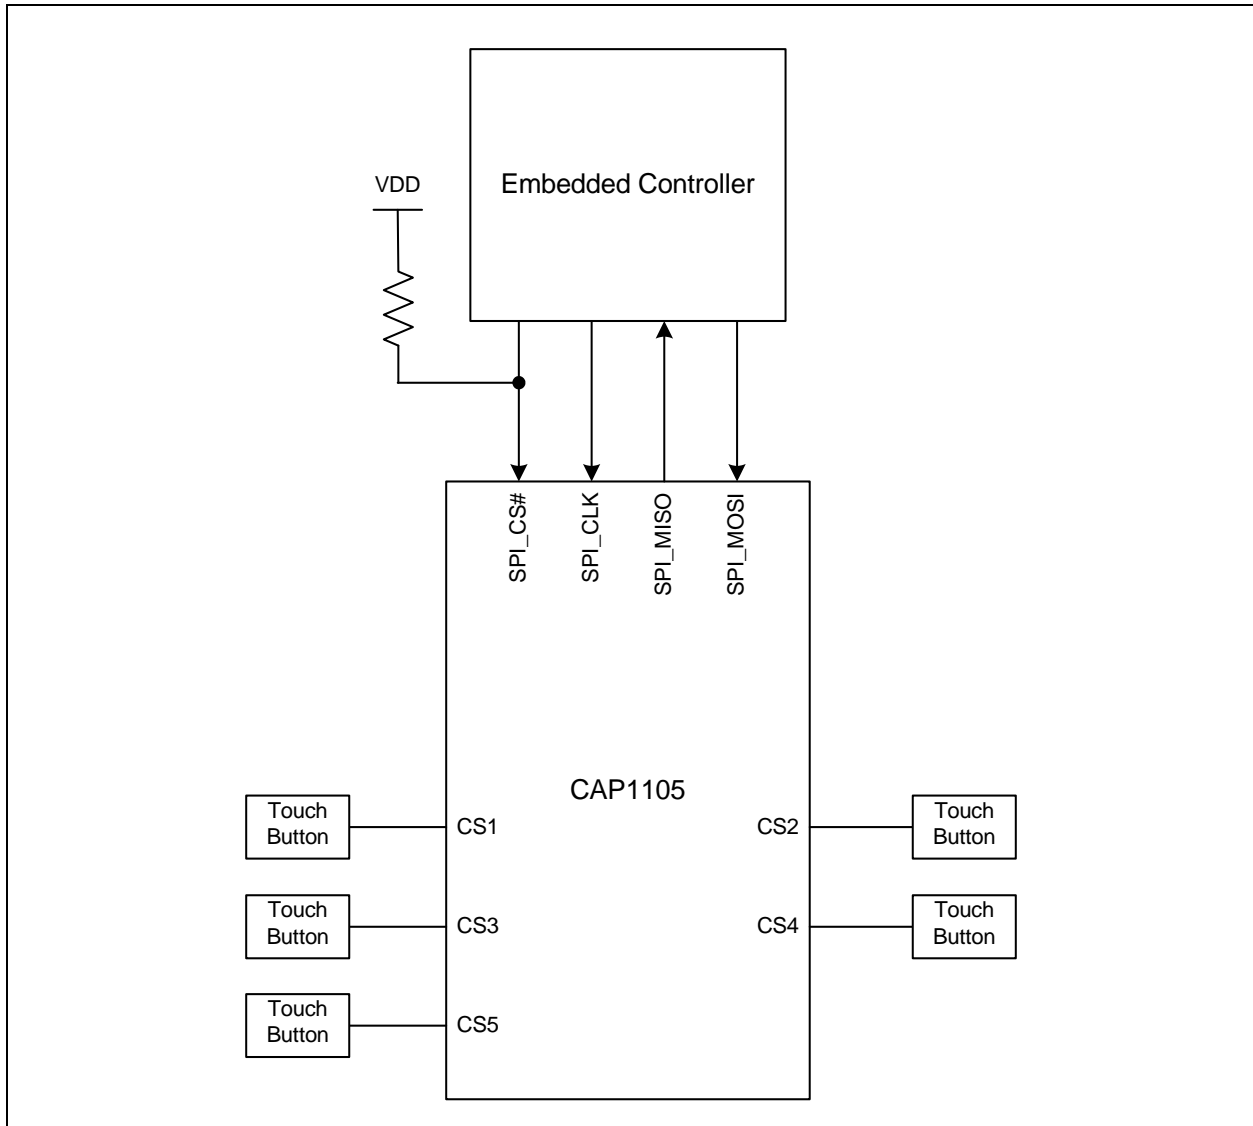 Embedded Controller
VDD
SPI_CS#
SPI_CLK
SPI_MISO
SPI_MOSI
CAP1105
Touch
Button
CS1
CS2
Touch
Button
Touch
Button
CS3
CS4
Touch
Button
Touch
Button
CS5